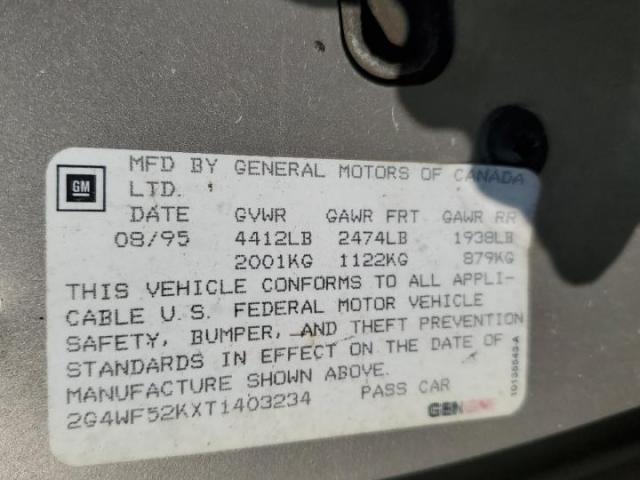 GM
MFD BY GENERAL MOTORS OF CANADA
LTD.
DATE GVWR GAWR FRT GAWR RR
08/95 4412LB 2474LB 1938LB
2001KG 1122KG 879KG
THIS VEHICLE CONFORMS TO ALL APPLI-
CABLE U.S. FEDERAL MOTOR VEHICLE
SAFETY, BUMPER, AND THEFT PREVENTION
STANDARDS IN EFFECT ON THE DATE OF
MANUFACTURE SHOWN ABOVE.
2G4WF52KXT1403234 PASS CAR